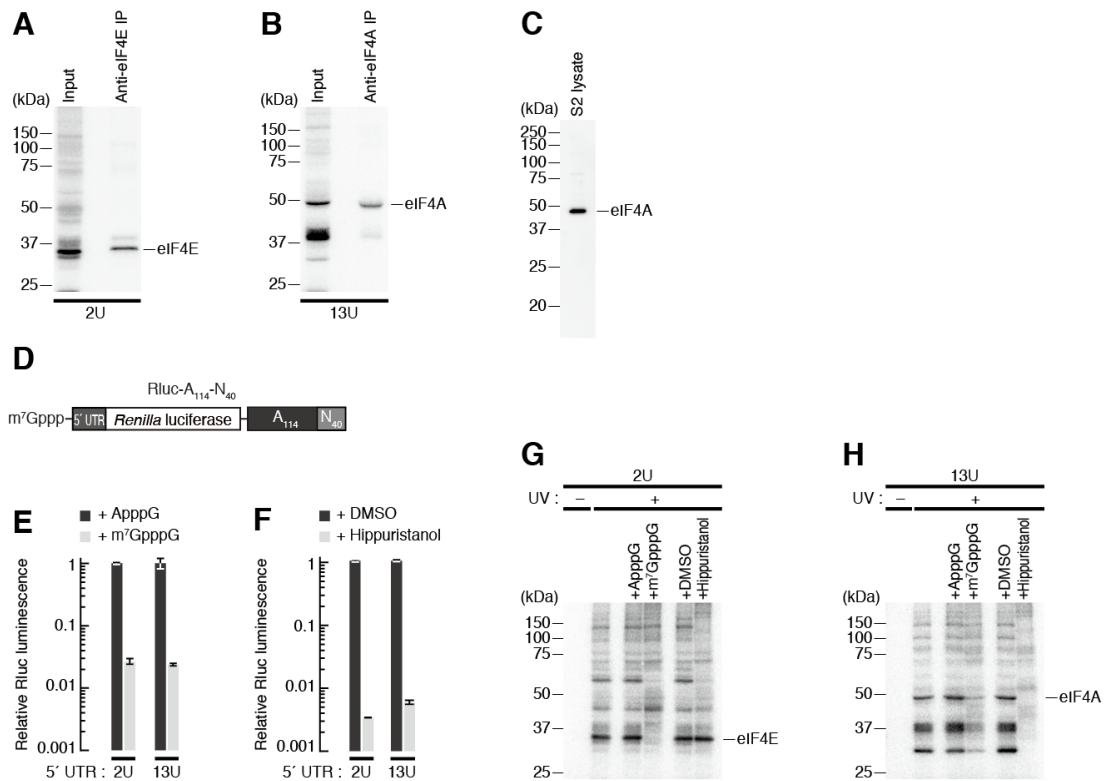 A
B
C
Input
Anti-eIF4E IP
Input
Anti-eIF4A IP
S2 lysate
(kDa)
150
100
75
50
37
25
eIF4E
2U
(kDa)
150
100
75
50
37
25
eIF4A
13U
(kDa)
250
150
100
75
50
37
25
20
eIF4A
D
Rluc-A₁₁₄-N₄₀
m⁷Gppp 5′ UTR Renilla luciferase A₁₁₄ N₄₀
E
+ ApppG
+ m⁷GpppG
Relative Rluc luminescence
1
0.1
0.01
0.001
5′ UTR : 2U 13U
F
+ DMSO
+ Hippuristanol
Relative Rluc luminescence
1
0.1
0.01
0.001
2U 13U
G
2U
UV : – +
+ApppG
+m⁷GpppG
+DMSO
+Hippuristanol
(kDa)
150
100
75
50
37
25
eIF4E
H
13U
UV : – +
+ApppG
+m⁷GpppG
+DMSO
+Hippuristanol
(kDa)
150
100
75
50
37
25
eIF4A